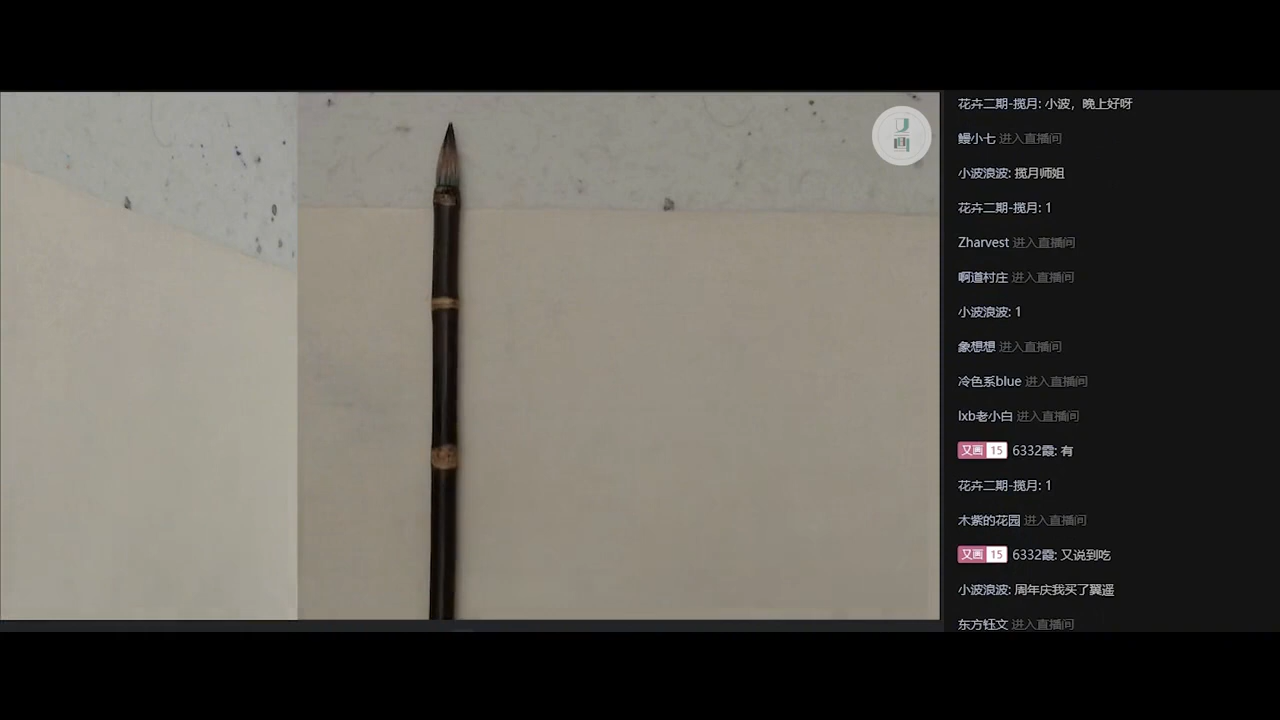 又画
花卉二期-揽月: 小波，晚上好呀
鳗小七 进入直播间
小波浪波: 揽月师姐
花卉二期-揽月: 1
Zharvest 进入直播间
啊道村庄 进入直播间
小波浪波: 1
象想想 进入直播间
冷色系blue 进入直播间
lxb老小白 进入直播间
又画 15 6332霞: 有
花卉二期-揽月: 1
木紫的花园 进入直播间
又画 15 6332霞: 又说到吃
小波浪波: 周年庆我买了翼遥
东方钰文 进入直播间